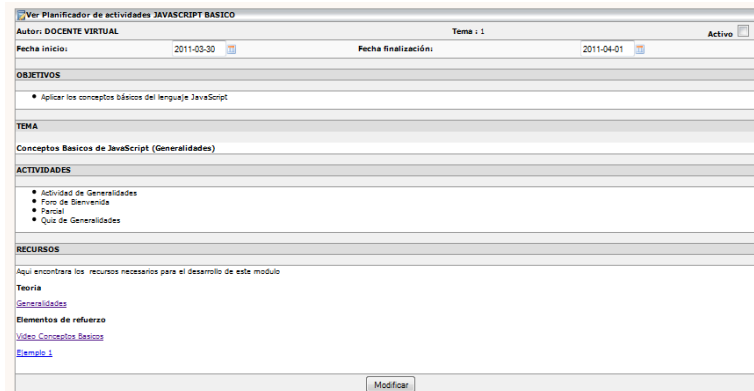 Ver Planificador de actividades JAVASCRIPT BASICO
Autor: DOCENTE VIRTUAL Tema : 1 Activo
Fecha inicio: 2011-03-30 Fecha finalización: 2011-04-01
OBJETIVOS
Aplicar los conceptos básicos del lenguaje JavaScript
TEMA
Conceptos Basicos de JavaScript (Generalidades)
ACTIVIDADES
Actividad de Generalidades
Foro de Bienvenida
Parcial
Quiz de Generalidades
RECURSOS
Aqui encontrara los recursos necesarios para el desarrollo de este modulo
Teoria
Generalidades
Elementos de refuerzo
Video Conceptos Basicos
Ejemplo 1
Modificar